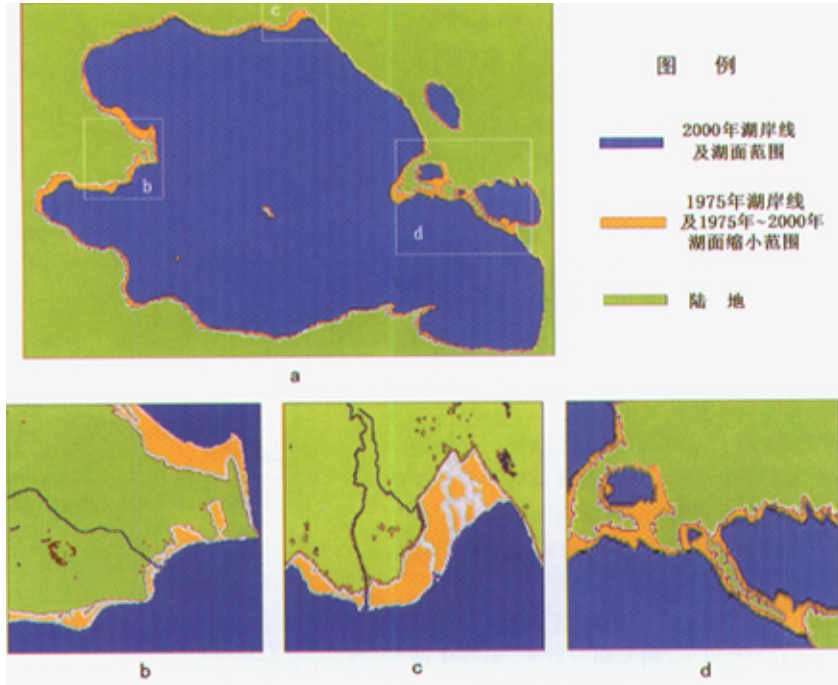 c
b
d
a
图 例
2000年湖岸线
及湖面范围
1975年湖岸线
及1975年~2000年
湖面缩小范围
陆 地
b
c
d